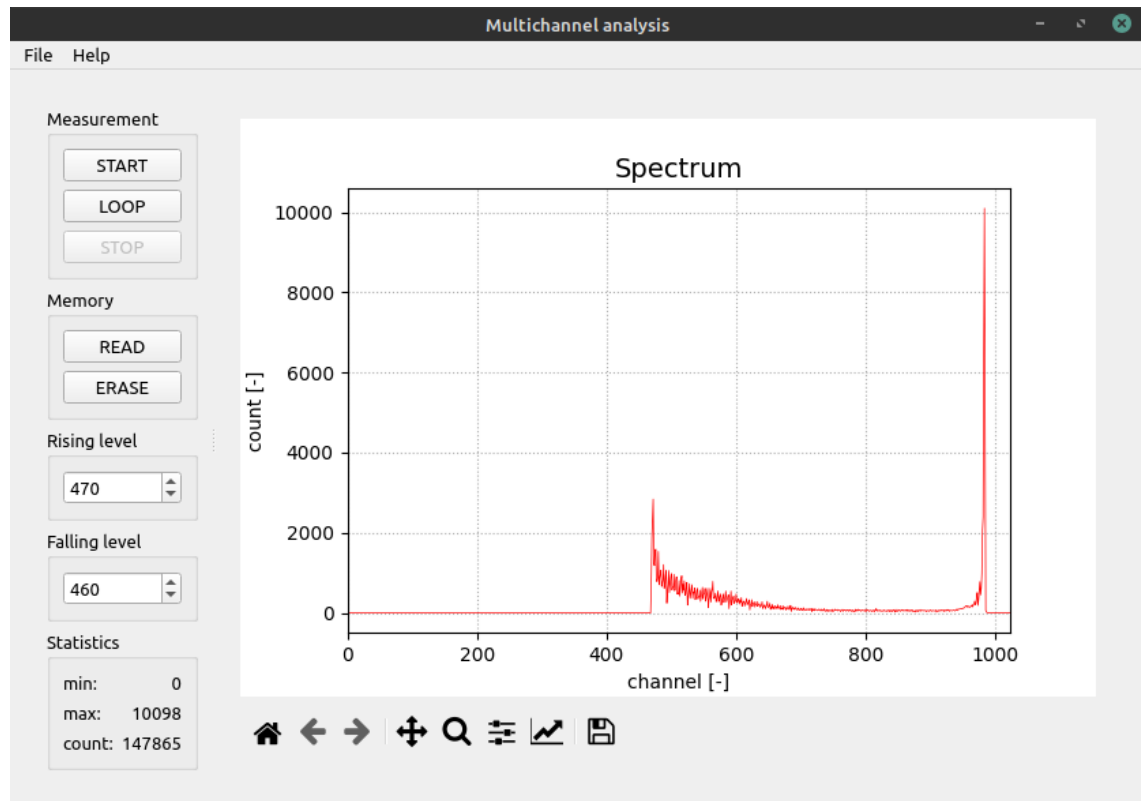 Multichannel analysis
File Help
Measurement
START
LOOP
STOP
Memory
READ
ERASE
Rising level
470
Falling level
460
Statistics
min: 0
max: 10098
count: 147865
Spectrum
10000
8000
6000
4000
2000
0
count [-]
0 200 400 600 800 1000
channel [-]